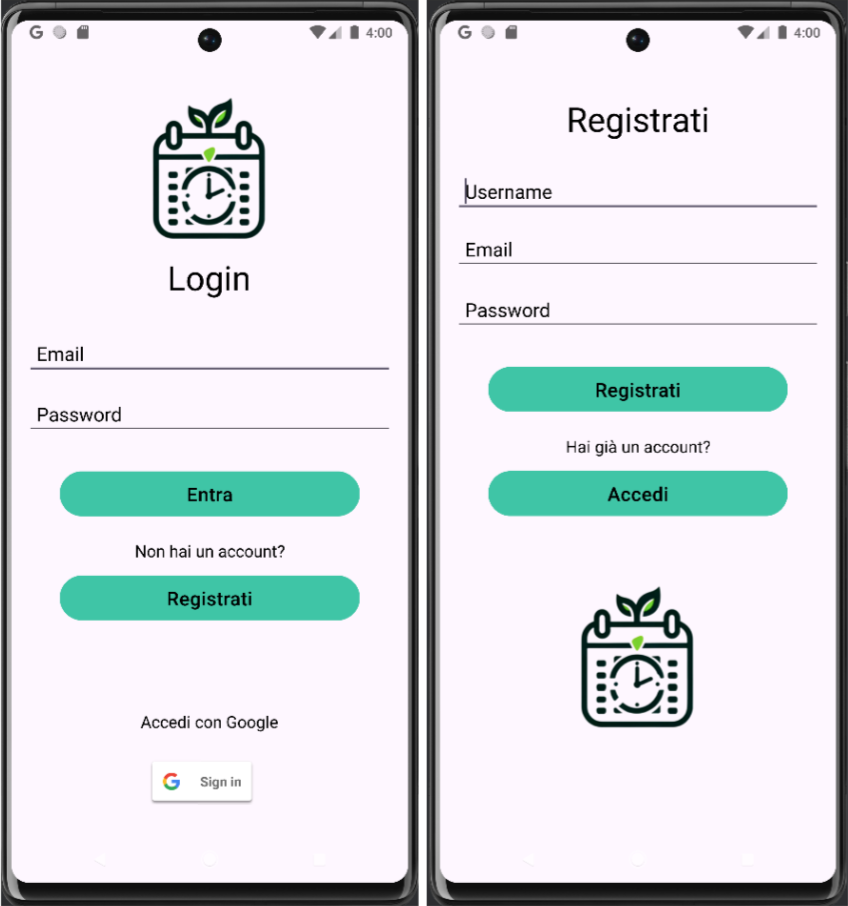 4:00
Login
Email
Password
Entra
Non hai un account?
Registrati
Accedi con Google
G Sign in
4:00
Registrati
Username
Email
Password
Registrati
Hai già un account?
Accedi